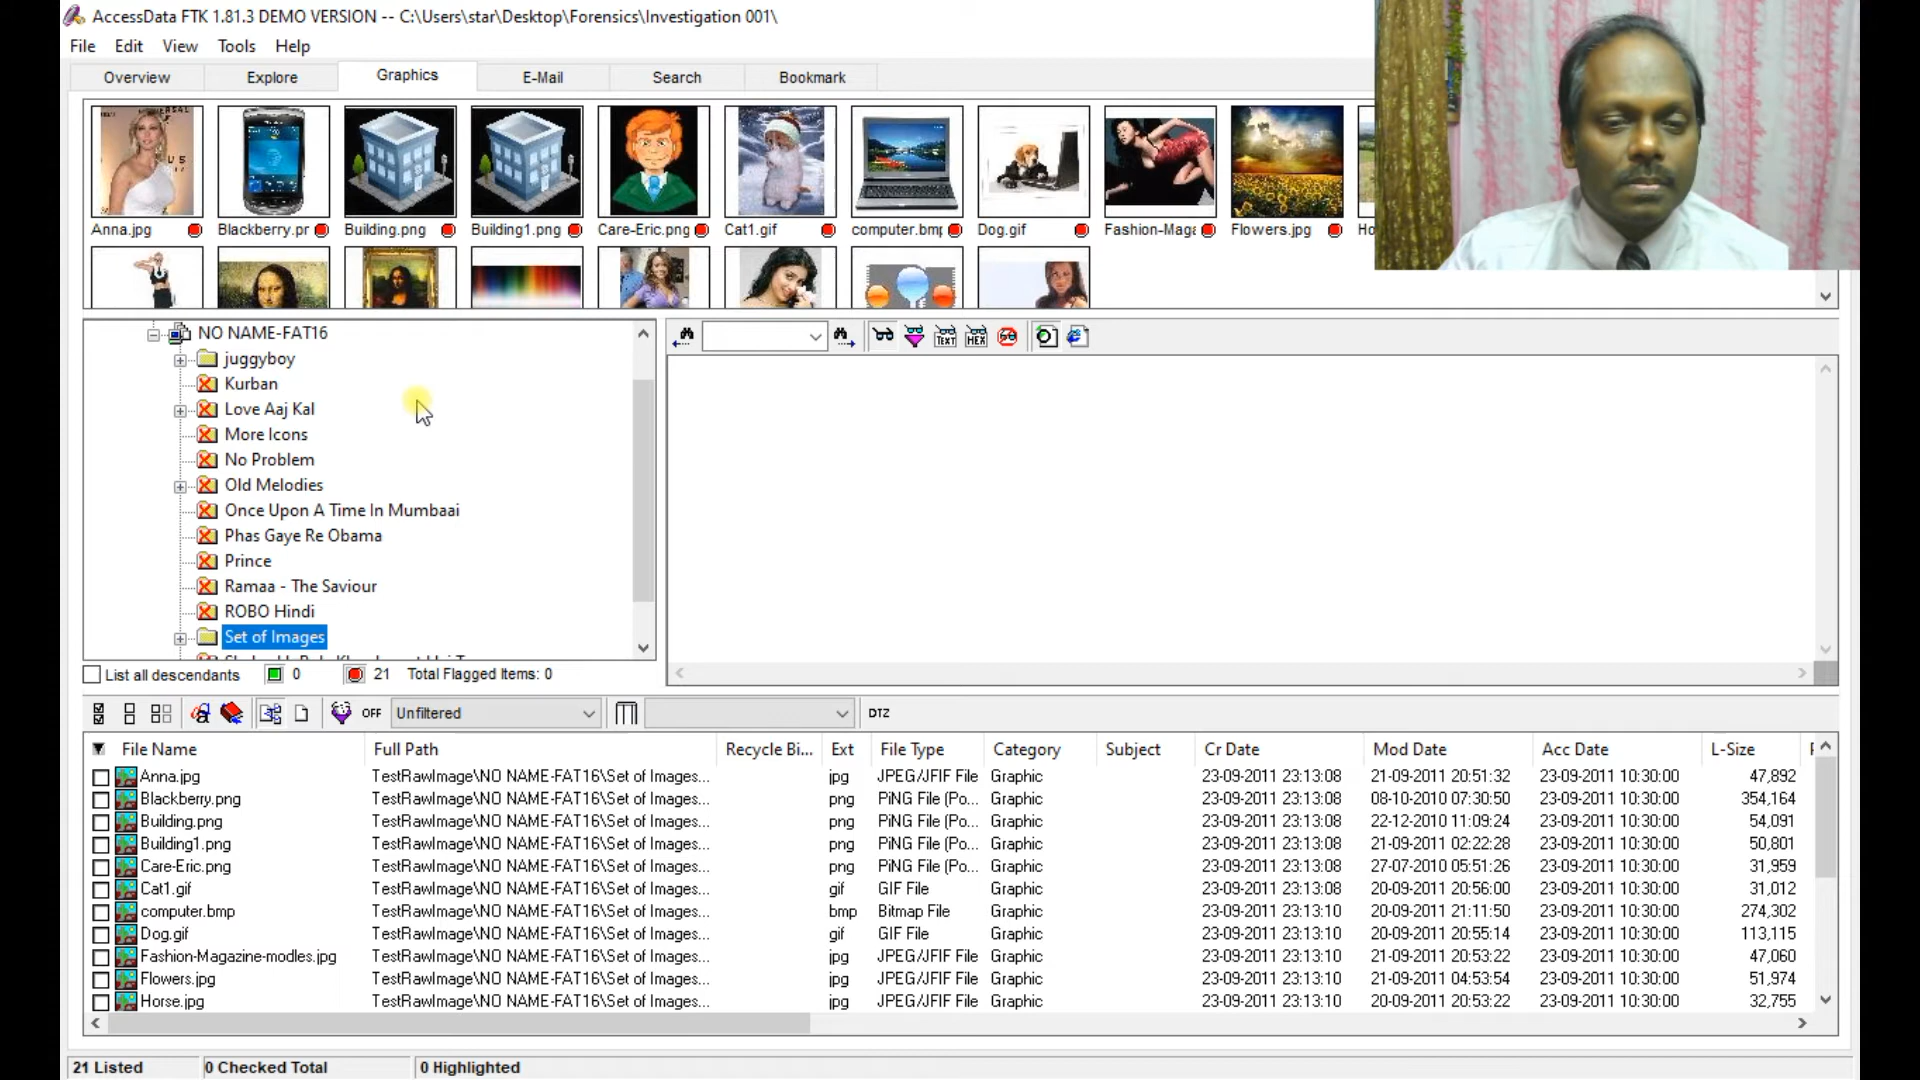 AccessData FTK 1.81.3 DEMO VERSION -- C:\Users\star\Desktop\Forensics\Investigation 001\
File Edit View Tools Help
Overview Explore Graphics E-Mail Search Bookmark
Anna.jpg Blackberry.pr Building.png Building1.png Care-Eric.png Cat1.gif computer.bmp Dog.gif Fashion-Maga Flowers.jpg Ho
NO NAME-FAT16
juggyboy
Kurban
Love Aaj Kal
More Icons
No Problem
Old Melodies
Once Upon A Time In Mumbaai
Phas Gaye Re Obama
Prince
Ramaa - The Saviour
ROBO Hindi
Set of Images
TEXT HEX
List all descendants 0 21 Total Flagged Items: 0
OFF Unfiltered DTZ
File Name Full Path Recycle Bi... Ext File Type Category Subject Cr Date Mod Date Acc Date L-Size
Anna.jpg TestRawImage\NO NAME-FAT16\Set of Images... jpg JPEG/JFIF File Graphic 23-09-2011 23:13:08 21-09-2011 20:51:32 23-09-2011 10:30:00 47,892
Blackberry.png TestRawImage\NO NAME-FAT16\Set of Images... png PiNG File (Po... Graphic 23-09-2011 23:13:08 08-10-2010 07:30:50 23-09-2011 10:30:00 354,164
Building.png TestRawImage\NO NAME-FAT16\Set of Images... png PiNG File (Po... Graphic 23-09-2011 23:13:08 22-12-2010 11:09:24 23-09-2011 10:30:00 54,091
Building1.png TestRawImage\NO NAME-FAT16\Set of Images... png PiNG File (Po... Graphic 23-09-2011 23:13:08 21-09-2011 02:22:28 23-09-2011 10:30:00 50,801
Care-Eric.png TestRawImage\NO NAME-FAT16\Set of Images... png PiNG File (Po... Graphic 23-09-2011 23:13:08 27-07-2010 05:51:26 23-09-2011 10:30:00 31,959
Cat1.gif TestRawImage\NO NAME-FAT16\Set of Images... gif GIF File Graphic 23-09-2011 23:13:08 20-09-2011 20:56:00 23-09-2011 10:30:00 31,012
computer.bmp TestRawImage\NO NAME-FAT16\Set of Images... bmp Bitmap File Graphic 23-09-2011 23:13:10 20-09-2011 21:11:50 23-09-2011 10:30:00 274,302
Dog.gif TestRawImage\NO NAME-FAT16\Set of Images... gif GIF File Graphic 23-09-2011 23:13:10 20-09-2011 20:55:14 23-09-2011 10:30:00 113,115
Fashion-Magazine-modles.jpg TestRawImage\NO NAME-FAT16\Set of Images... jpg JPEG/JFIF File Graphic 23-09-2011 23:13:10 20-09-2011 20:53:22 23-09-2011 10:30:00 47,060
Flowers.jpg TestRawImage\NO NAME-FAT16\Set of Images... jpg JPEG/JFIF File Graphic 23-09-2011 23:13:10 21-09-2011 04:53:54 23-09-2011 10:30:00 51,974
Horse.jpg TestRawImage\NO NAME-FAT16\Set of Images... jpg JPEG/JFIF File Graphic 23-09-2011 23:13:10 20-09-2011 20:53:22 23-09-2011 10:30:00 32,755
21 Listed 0 Checked Total 0 Highlighted